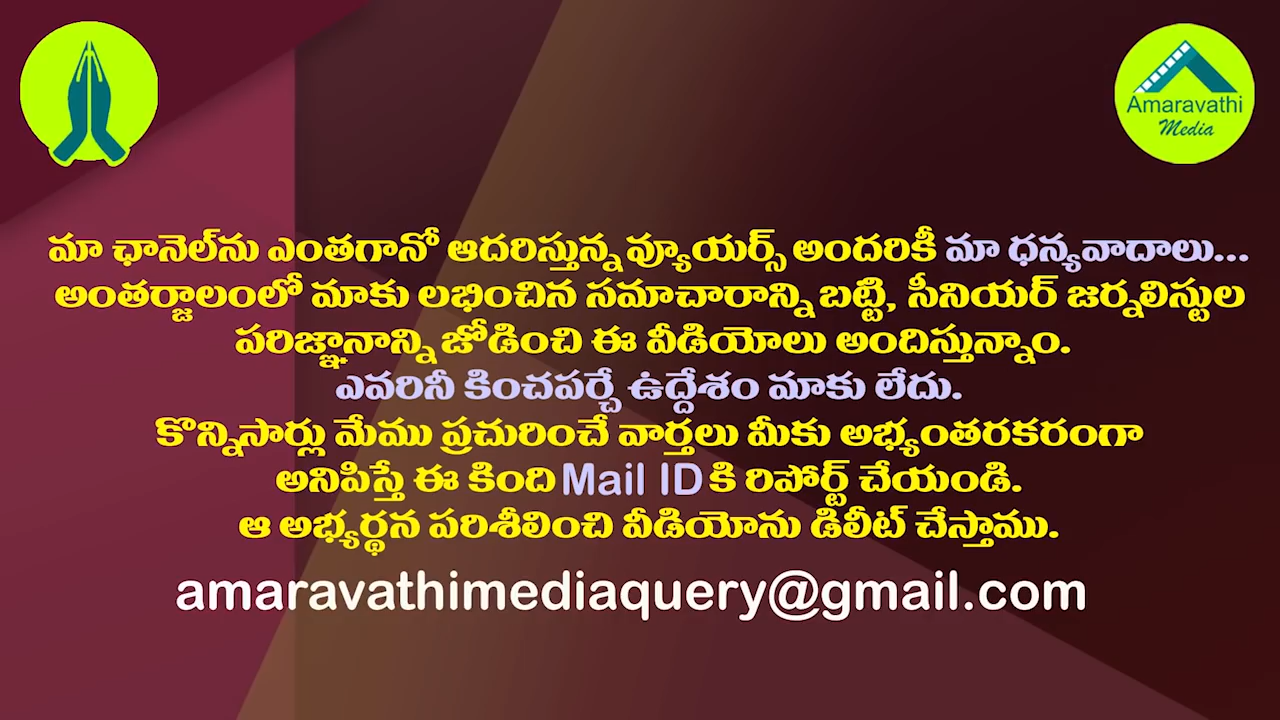 Amaravathi
Media
మా ఛానెల్‌ను ఎంతగానో ఆదరిస్తున్న వ్యూయర్స్ అందరికీ మా ధన్యవాదాలు...
అంతర్జాలంలో మాకు లభించిన సమాచారాన్ని బట్టి, సీనియర్ జర్నలిస్టుల
పరిజ్ఞానాన్ని జోడించి ఈ వీడియోలు అందిస్తున్నాం.
ఎవరినీ కించపర్చే ఉద్దేశం మాకు లేదు.
కొన్నిసార్లు మేము ప్రచురించే వార్తలు మీకు అభ్యంతరకరంగా
అనిపిస్తే ఈ కింది Mail ID కి రిపోర్ట్ చేయండి.
ఆ అభ్యర్థన పరిశీలించి వీడియోను డిలీట్ చేస్తాము.
amaravathimediaquery@gmail.com